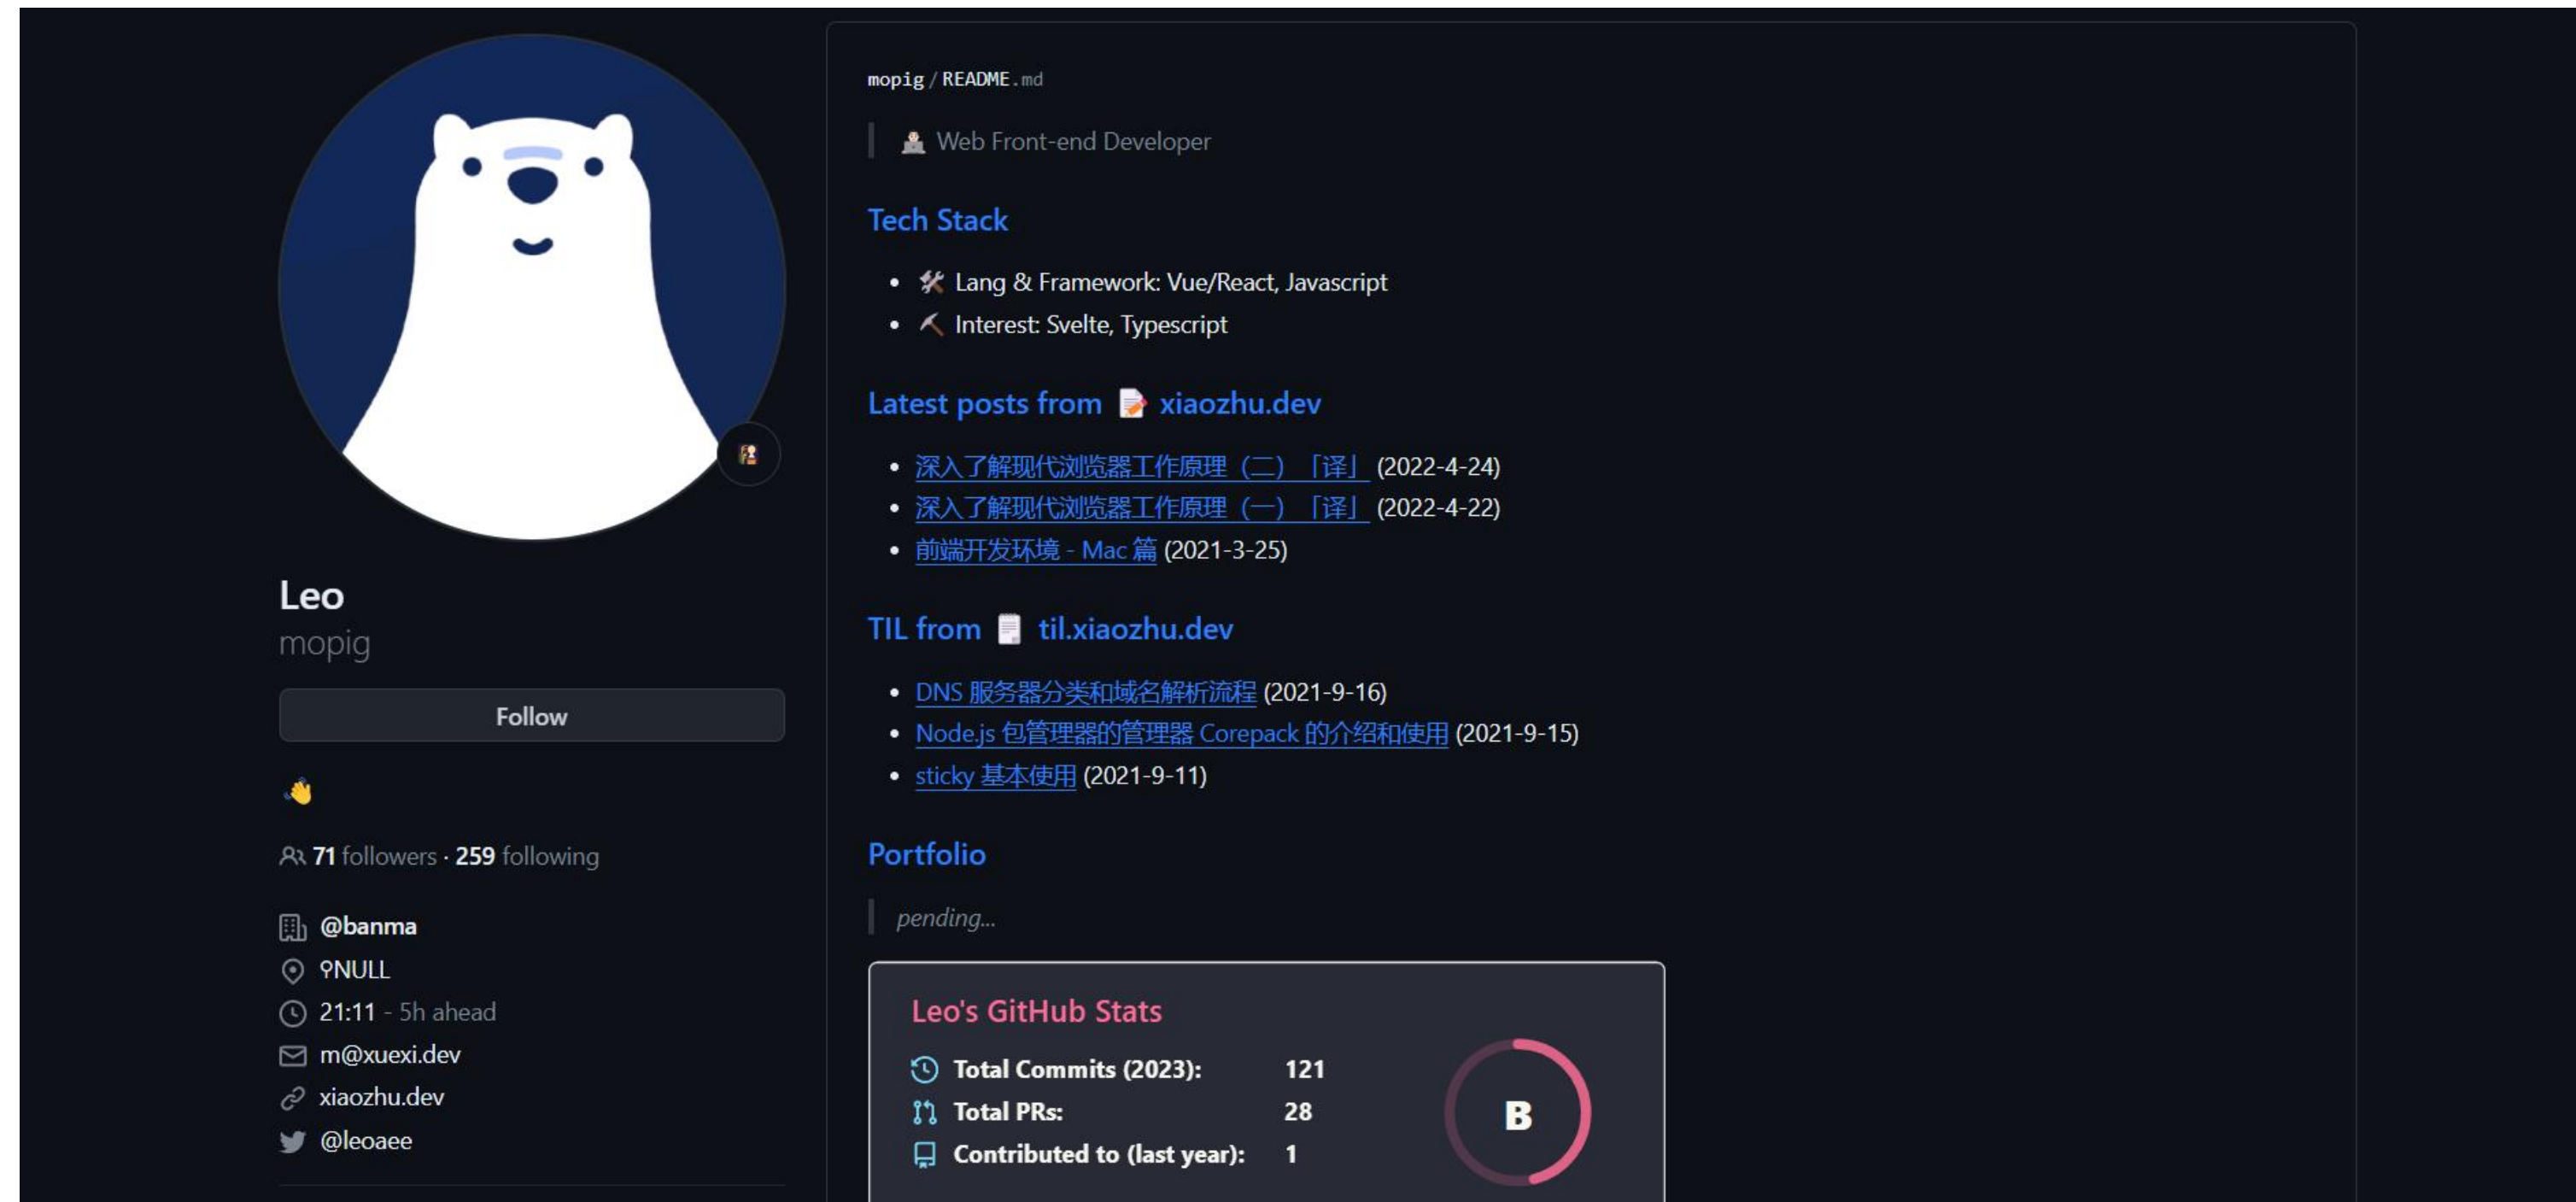 Leo
mopig
Follow
71 followers · 259 following
@banma
⚲NULL
21:11 - 5h ahead
m@xuexi.dev
xiaozhu.dev
@leoaee
mopig/README.md
Web Front-end Developer
Tech Stack
Lang & Framework: Vue/React, Javascript
Interest: Svelte, Typescript
Latest posts from 📝 xiaozhu.dev
深入了解现代浏览器工作原理（二）「译」 (2022-4-24)
深入了解现代浏览器工作原理（一）「译」 (2022-4-22)
前端开发环境 - Mac 篇 (2021-3-25)
TIL from 🗒 til.xiaozhu.dev
DNS 服务器分类和域名解析流程 (2021-9-16)
Node.js 包管理器的管理器 Corepack 的介绍和使用 (2021-9-15)
sticky 基本使用 (2021-9-11)
Portfolio
pending...
Leo's GitHub Stats
Total Commits (2023): 121
Total PRs: 28
Contributed to (last year): 1
B